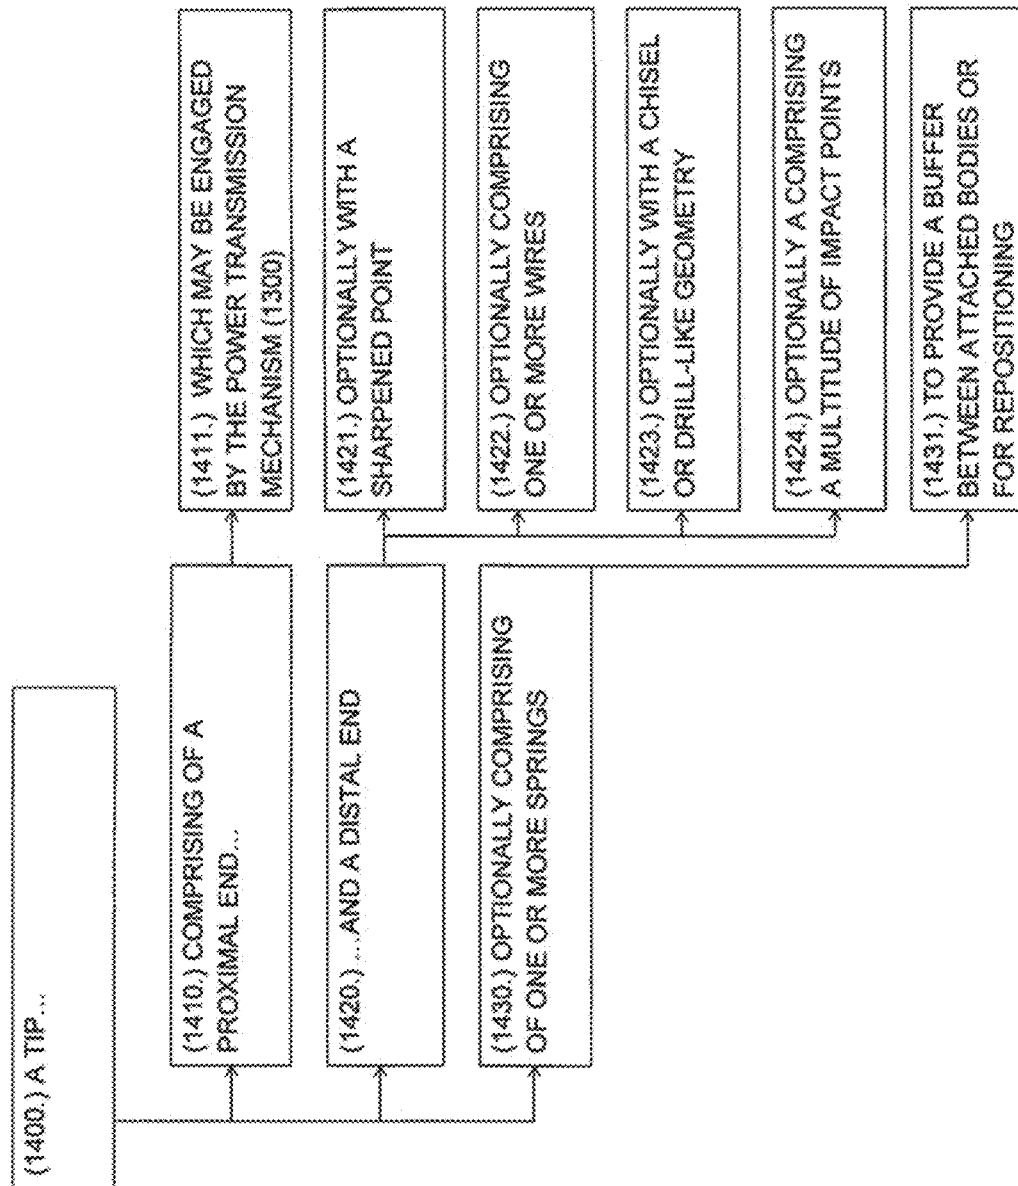 (1400.) A TIP...
(1410.) COMPRISING OF A
PROXIMAL END...
(1411.) WHICH MAY BE ENGAGED
BY THE POWER TRANSMISSION
MECHANISM (1300)
(1420.) ...AND A DISTAL END
(1421.) OPTIONALLY WITH A
SHARPENED POINT
(1422.) OPTIONALLY COMPRISING
ONE OR MORE WIRES
(1423.) OPTIONALLY WITH A CHISEL
OR DRILL-LIKE GEOMETRY
(1424.) OPTIONALLY A COMPRISING
A MULTITUDE OF IMPACT POINTS
(1430.) OPTIONALLY COMPRISING
OF ONE OR MORE SPRINGS
(1431.) TO PROVIDE A BUFFER
BETWEEN ATTACHED BODIES OR
FOR REPOSITIONING